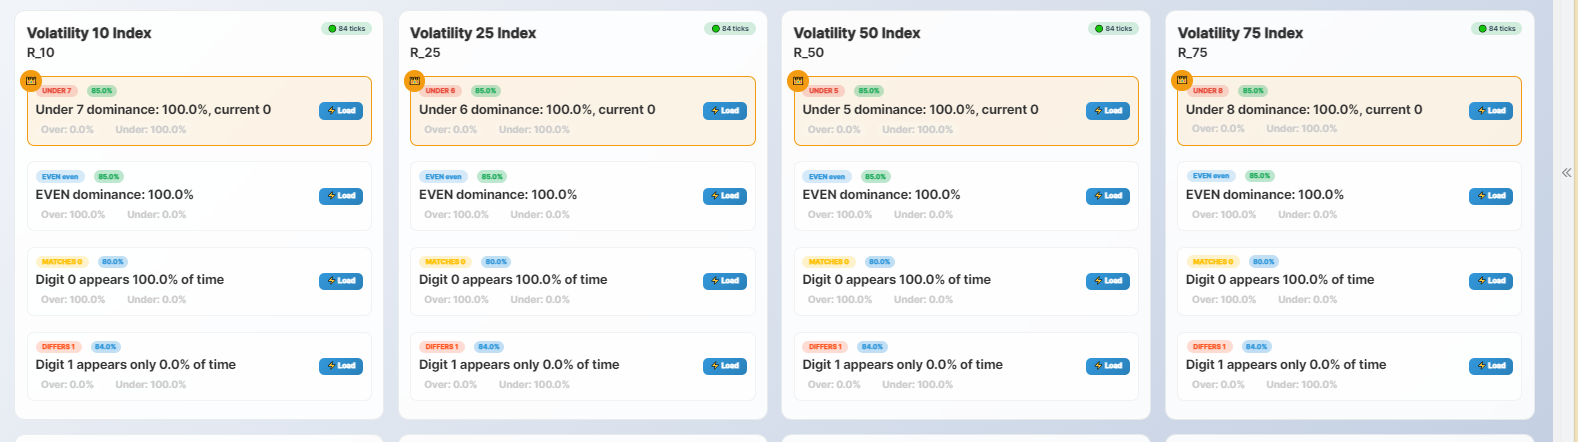 Volatility 10 Index
84 ticks
R_10
UNDER 7 85.0%
Under 7 dominance: 100.0%, current 0
Load
Over: 0.0% Under: 100.0%
EVEN even 85.0%
EVEN dominance: 100.0%
Load
Over: 100.0% Under: 0.0%
MATCHES 0 80.0%
Digit 0 appears 100.0% of time
Load
Over: 100.0% Under: 0.0%
DIFFERS 1 84.0%
Digit 1 appears only 0.0% of time
Load
Over: 0.0% Under: 100.0%
Volatility 25 Index
84 ticks
R_25
UNDER 6 85.0%
Under 6 dominance: 100.0%, current 0
Load
Over: 0.0% Under: 100.0%
EVEN even 85.0%
EVEN dominance: 100.0%
Load
Over: 100.0% Under: 0.0%
MATCHES 0 80.0%
Digit 0 appears 100.0% of time
Load
Over: 100.0% Under: 0.0%
DIFFERS 1 84.0%
Digit 1 appears only 0.0% of time
Load
Over: 0.0% Under: 100.0%
Volatility 50 Index
84 ticks
R_50
UNDER 5 85.0%
Under 5 dominance: 100.0%, current 0
Load
Over: 0.0% Under: 100.0%
EVEN even 85.0%
EVEN dominance: 100.0%
Load
Over: 100.0% Under: 0.0%
MATCHES 0 80.0%
Digit 0 appears 100.0% of time
Load
Over: 100.0% Under: 0.0%
DIFFERS 1 84.0%
Digit 1 appears only 0.0% of time
Load
Over: 0.0% Under: 100.0%
Volatility 75 Index
84 ticks
R_75
UNDER 8 85.0%
Under 8 dominance: 100.0%, current 0
Load
Over: 0.0% Under: 100.0%
EVEN even 85.0%
EVEN dominance: 100.0%
Load
Over: 100.0% Under: 0.0%
MATCHES 0 80.0%
Digit 0 appears 100.0% of time
Load
Over: 100.0% Under: 0.0%
DIFFERS 1 84.0%
Digit 1 appears only 0.0% of time
Load
Over: 0.0% Under: 100.0%